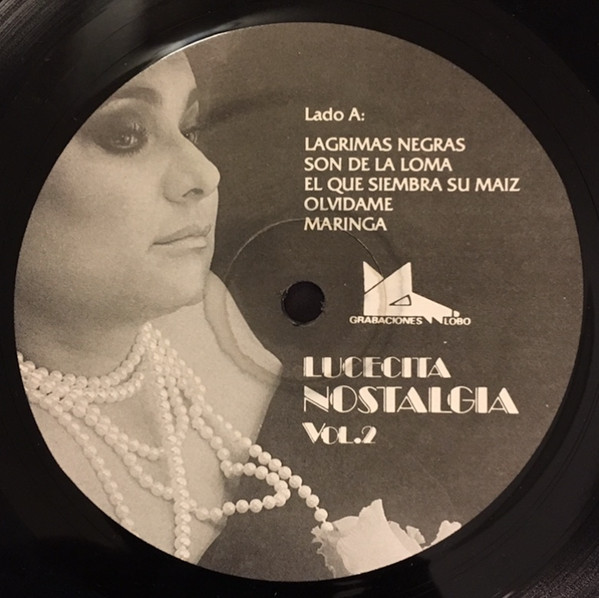 Lado A:
LAGRIMAS NEGRAS
SON DE LA LOMA
EL QUE SIEMBRA SU MAIZ
OLVIDAME
MARINGA
GRABACIONES LOBO
LUCECITA
NOSTALGIA
VOL.2